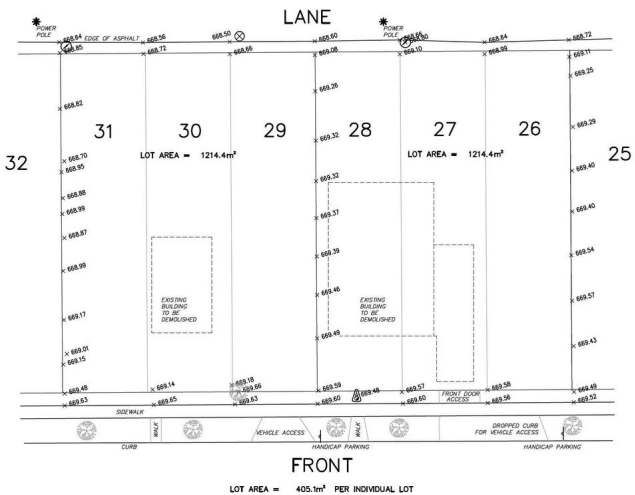 LANE
POWER
POLE
POWER
POLE
668.64
EDGE OF ASPHALT
668.56
668.50
668.60
668.66
668.64
668.72
668.85
668.72
668.66
669.08
669.10
668.99
669.11
669.25
669.26
668.82
31
30
29
28
27
26
669.29
669.32
32
25
LOT AREA = 1214.4m²
LOT AREA = 1214.4m²
668.70
668.95
669.40
669.32
668.88
668.99
669.37
669.40
668.87
669.39
669.54
668.99
669.46
669.57
EXISTING
BUILDING
TO BE
DEMOLISHED
EXISTING
BUILDING
TO BE
DEMOLISHED
669.17
669.49
669.43
669.01
669.15
669.48
669.14
669.18
669.66
669.59
669.48
669.57
FRONT DOOR
ACCESS
669.58
669.49
669.63
669.65
669.63
669.60
669.60
669.56
669.52
SIDEWALK
WALK
VEHICLE ACCESS
WALK
DROPPED CURB
FOR VEHICLE ACCESS
CURB
HANDICAP PARKING
HANDICAP PARKING
FRONT
LOT AREA = 405.1m² PER INDIVIDUAL LOT